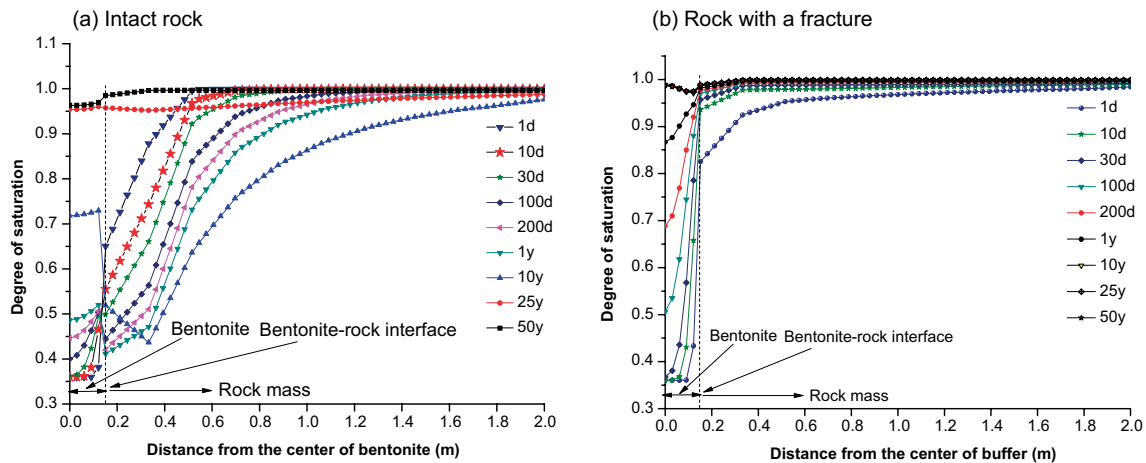 (a) Intact rock
1.1
1.0
0.9
0.8
0.7
0.6
0.5
0.4
0.3
Degree of saturation
1d
10d
30d
100d
200d
1y
10y
25y
50y
Bentonite
Bentonite-rock interface
Rock mass
0.0 0.2 0.4 0.6 0.8 1.0 1.2 1.4 1.6 1.8 2.0
Distance from the center of bentonite (m)
(b) Rock with a fracture
1.0
0.9
0.8
0.7
0.6
0.5
0.4
0.3
Degree of saturation
1d
10d
30d
100d
200d
1y
10y
25y
50y
Bentonite
Bentonite-rock interface
Rock mass
0.0 0.2 0.4 0.6 0.8 1.0 1.2 1.4 1.6 1.8 2.0
Distance from the center of buffer (m)